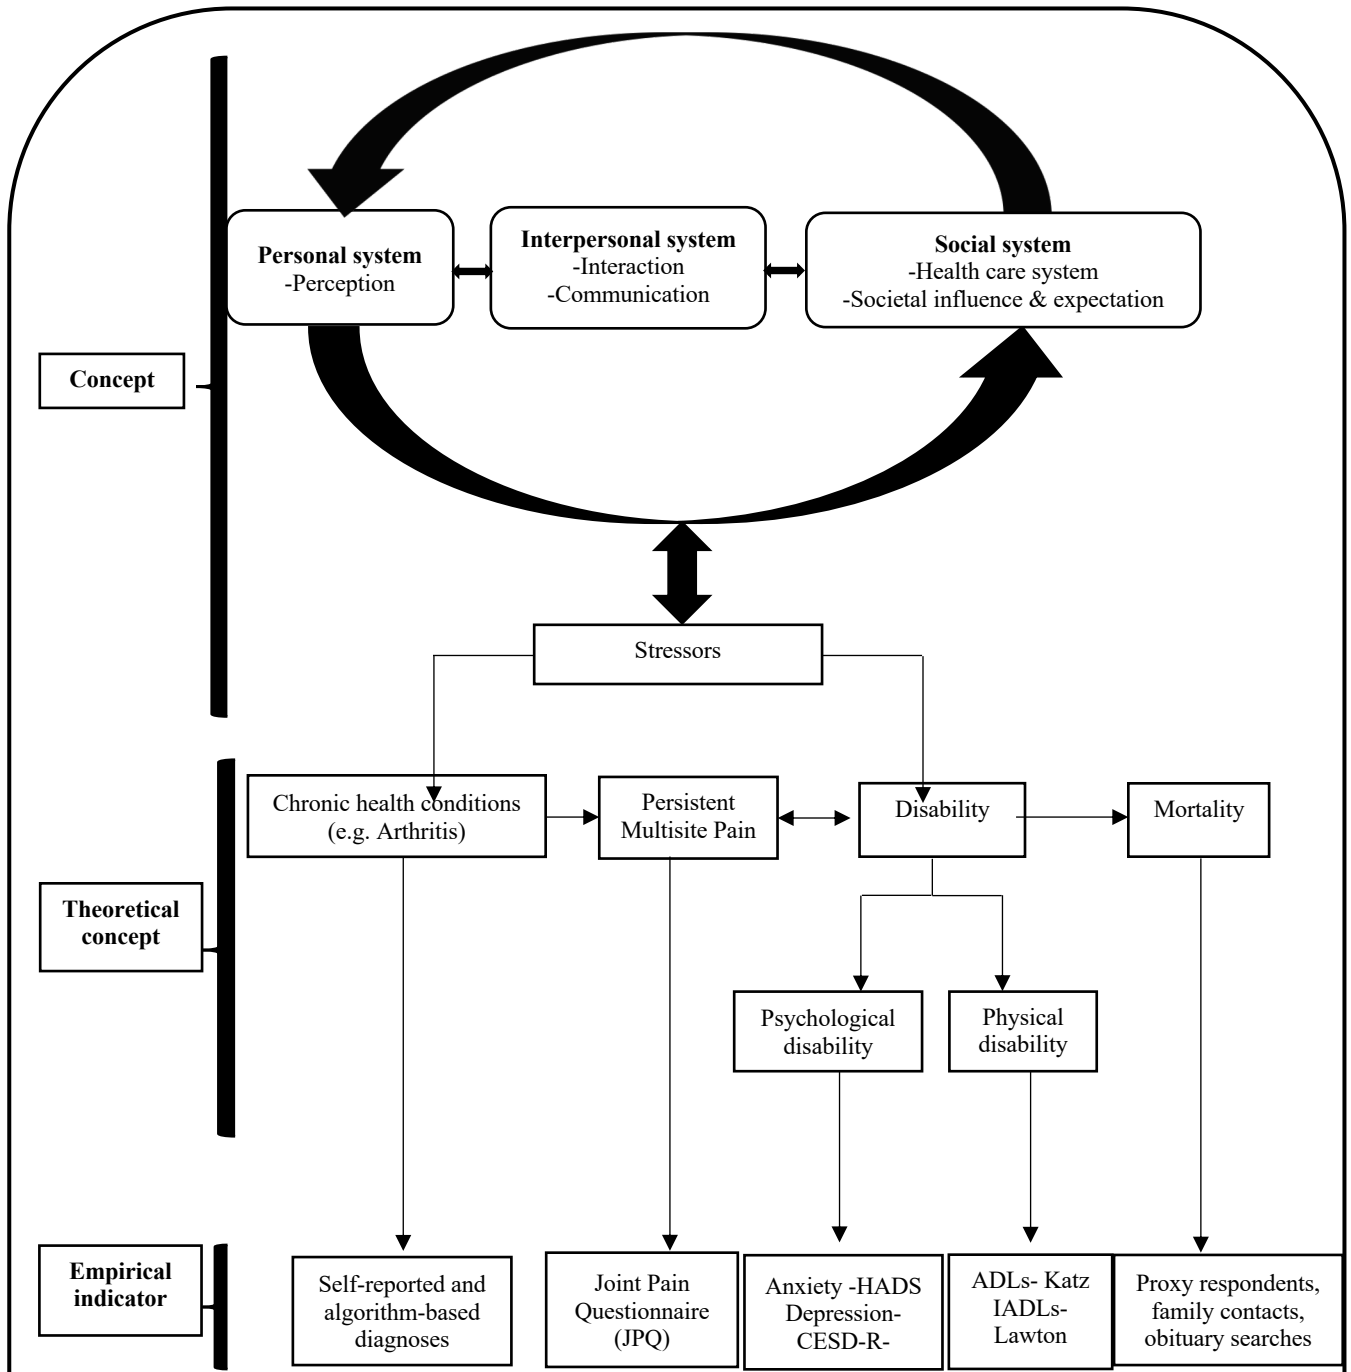 Personal system
-Perception
Interpersonal system
-Interaction
-Communication
Social system
-Health care system
-Societal influence & expectation
Concept
Stressors
Chronic health conditions
(e.g. Arthritis)
Persistent
Multisite Pain
Disability
Mortality
Theoretical
concept
Psychological
disability
Physical
disability
Empirical
indicator
Self-reported and
algorithm-based
diagnoses
Joint Pain
Questionnaire
(JPQ)
Anxiety -HADS
Depression-
CESD-R-
ADLs- Katz
IADLs-
Lawton
Proxy respondents,
family contacts,
obituary searches